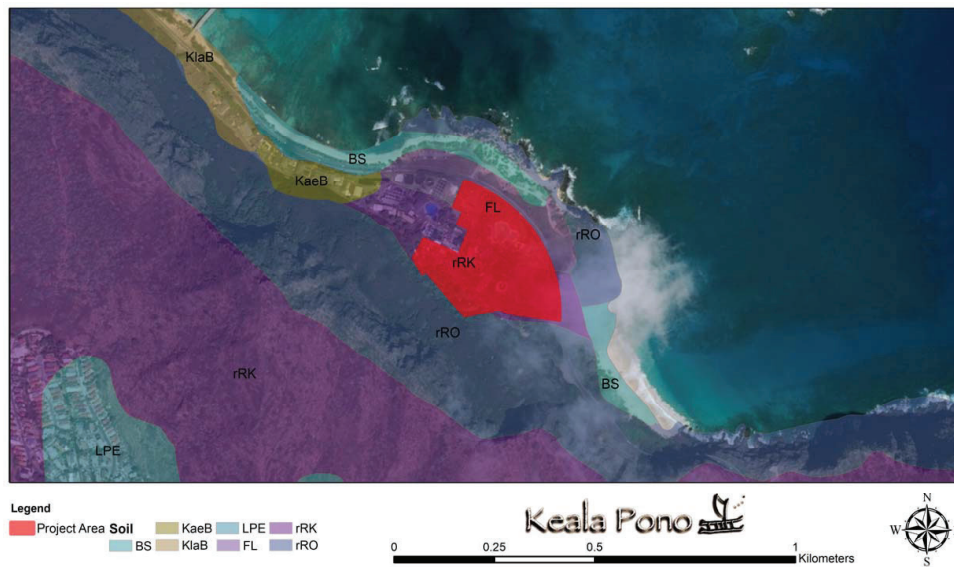 KlaB
BS
KaeB
FL
rRO
rRK
rRO
rRK
BS
LPE
Legend
Project Area Soil KaeB LPE rRK
BS KlaB FL rRO
Keala Pono
0 0.25 0.5 1
Kilometers
N
W E
S